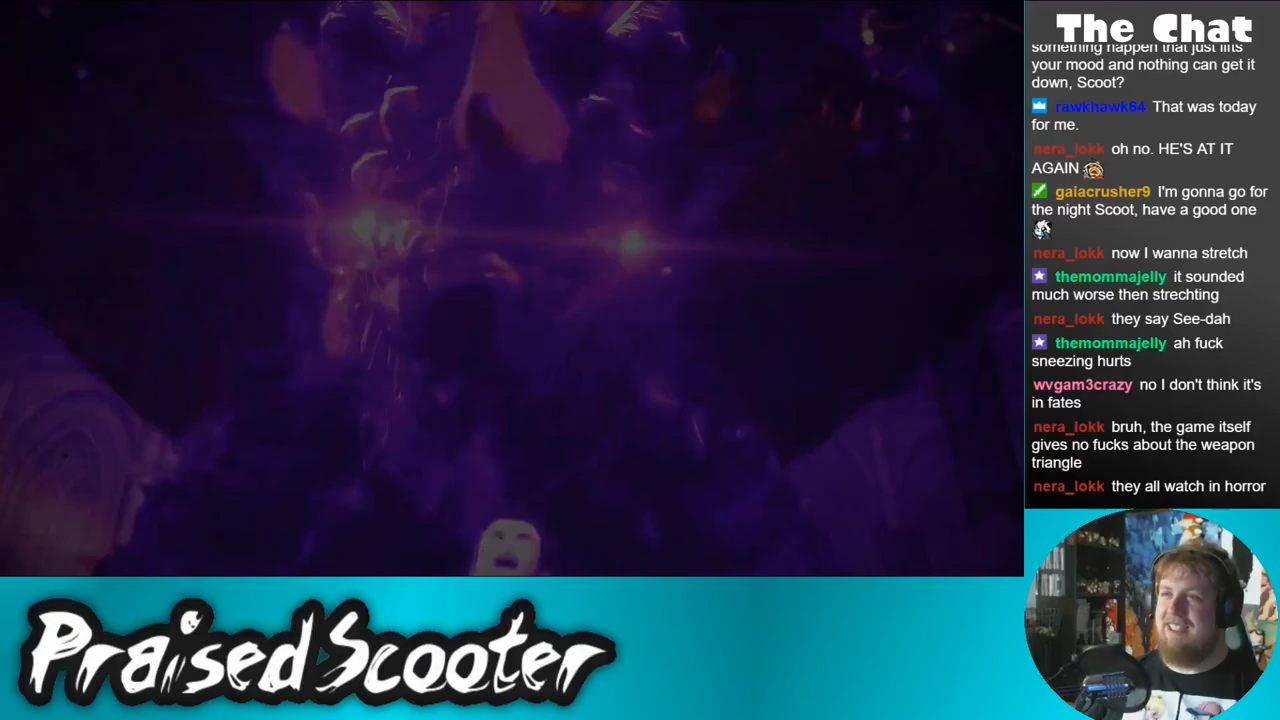 The Chat
something happen that just lifts
your mood and nothing can get it
down, Scoot?
rawkhawk64 That was today
for me.
nera_lokk oh no. HE'S AT IT
AGAIN
gaiacrusher9 I'm gonna go for
the night Scoot, have a good one
nera_lokk now I wanna stretch
themommajelly it sounded
much worse then strechting
nera_lokk they say See-dah
themommajelly ah fuck
sneezing hurts
wvgam3crazy no I don't think it's
in fates
nera_lokk bruh, the game itself
gives no fucks about the weapon
triangle
nera_lokk they all watch in horror
PraisedScooter